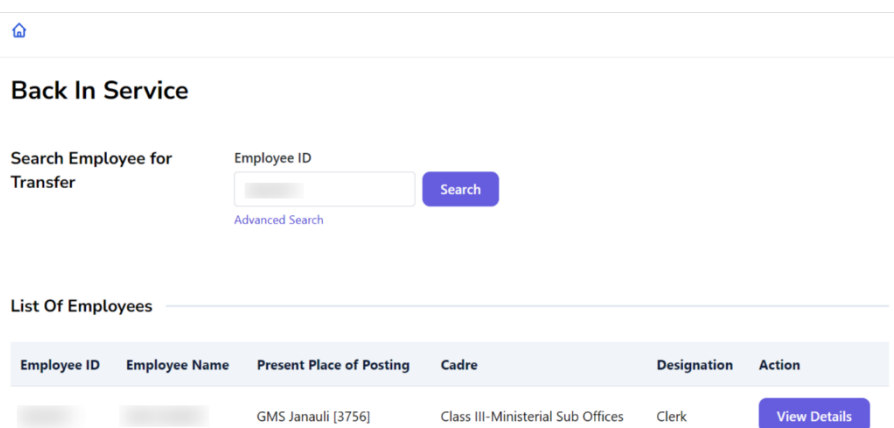 Back In Service
Search Employee for
Transfer
Employee ID
Search
Advanced Search
List Of Employees
Employee ID Employee Name Present Place of Posting Cadre Designation Action
GMS Janauli [3756] Class III-Ministerial Sub Offices Clerk View Details